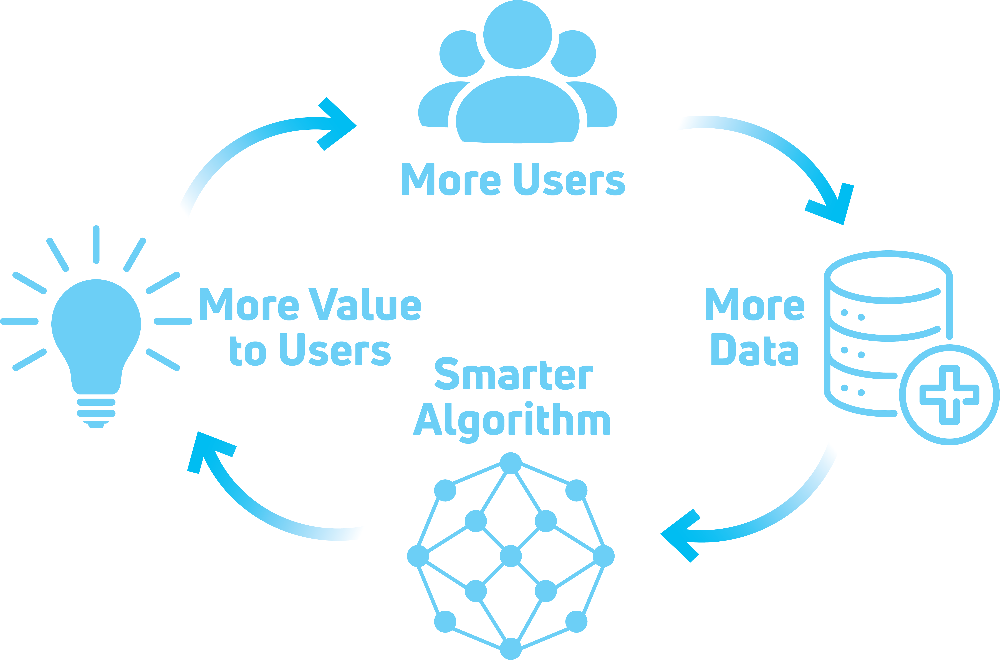 More Users
More Value
to Users
More
Data
Smarter
Algorithm